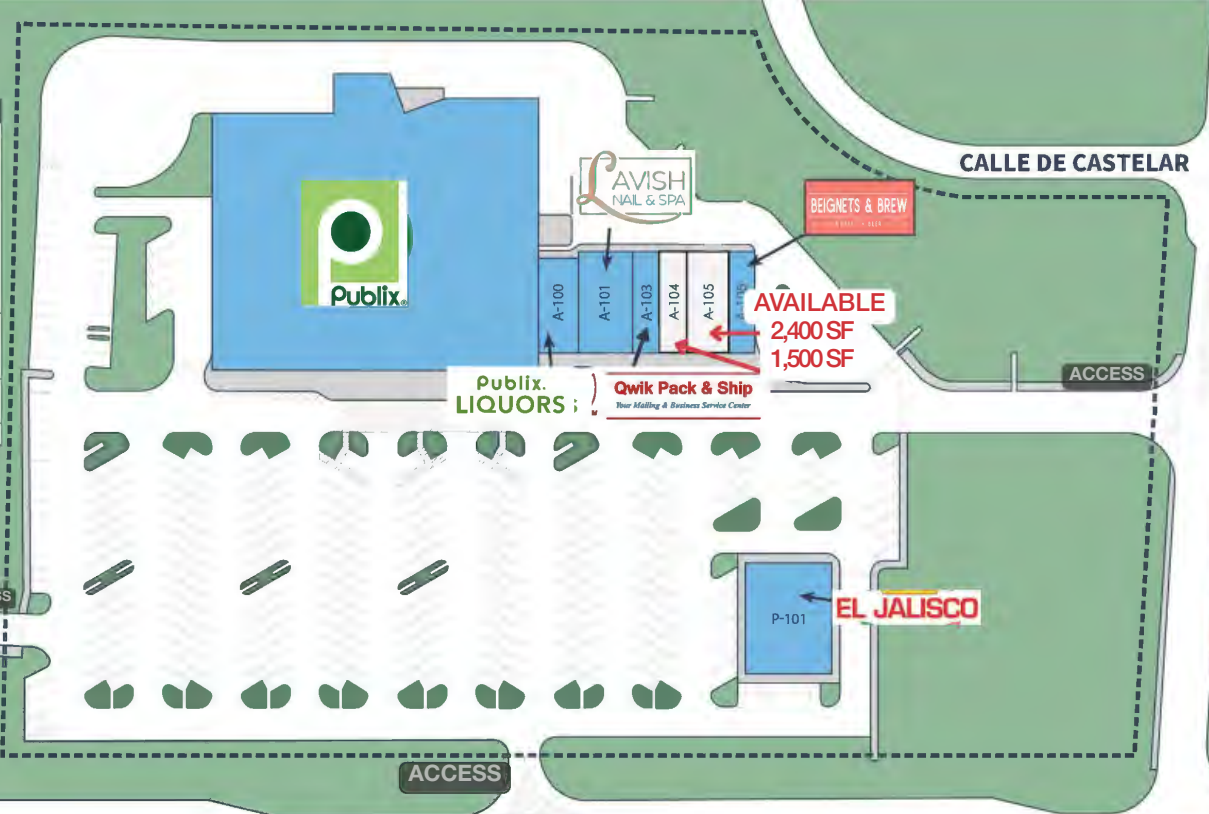 CALLE DE CASTELAR
LAVISH
NAIL & SPA
BEIGNETS & BREW
Publix®
A-100
A-101
A-103
A-104
A-105
AVAILABLE
2,400 SF
1,500 SF
Publix.
LIQUORS
Qwik Pack & Ship
Your Mailing & Business Service Center
ACCESS
P-101
EL JALISCO
ACCESS